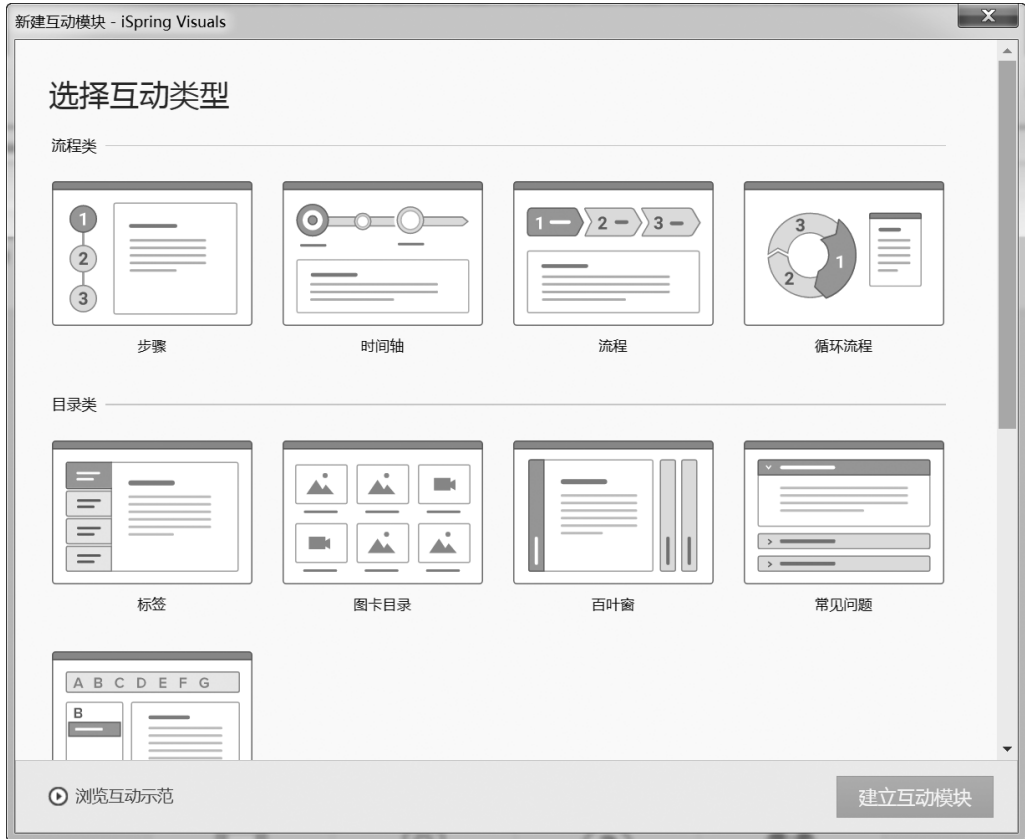 新建互动模块 - iSpring Visuals
选择互动类型
流程类
1
2
3
1
2
3
3
1
2
步骤
时间轴
流程
循环流程
目录类
标签
图卡目录
百叶窗
常见问题
A B C D E F G
B
浏览互动示范
建立互动模块